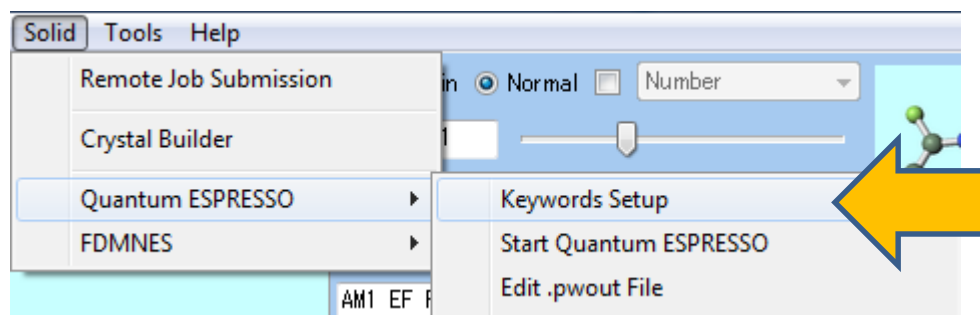 Solid Tools Help
Remote Job Submission
in Normal Number
Crystal Builder
1
Quantum ESPRESSO
Keywords Setup
FDMNES
Start Quantum ESPRESSO
Edit .pwout File
AM1 EF